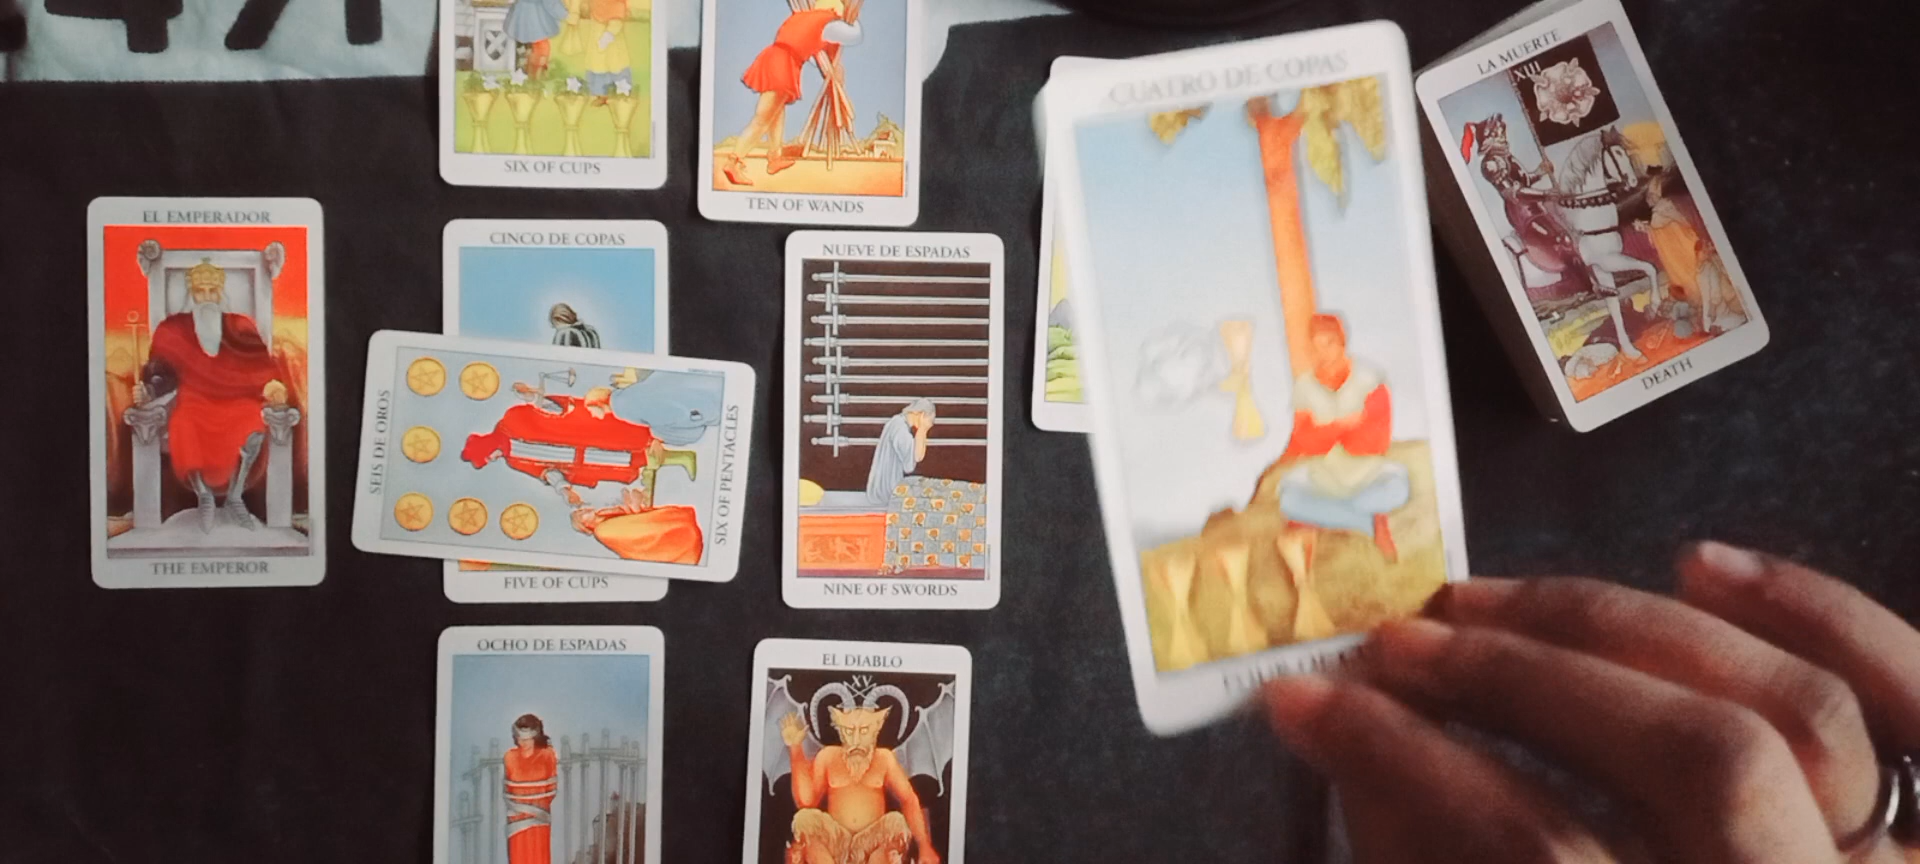 SIX OF CUPS
TEN OF WANDS
EL EMPERADOR
THE EMPEROR
CINCO DE COPAS
FIVE OF CUPS
SEIS DE OROS
SIX OF PENTACLES
NUEVE DE ESPADAS
NINE OF SWORDS
CUATRO DE COPAS
LA MUERTE
XIII
DEATH
OCHO DE ESPADAS
EL DIABLO
XV